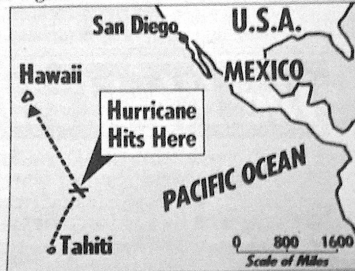 San Diego
U.S.A.
Hawaii
MEXICO
Hurricane
Hits Here
PACIFIC OCEAN
Tahiti
0 800 1600
Scale of Miles